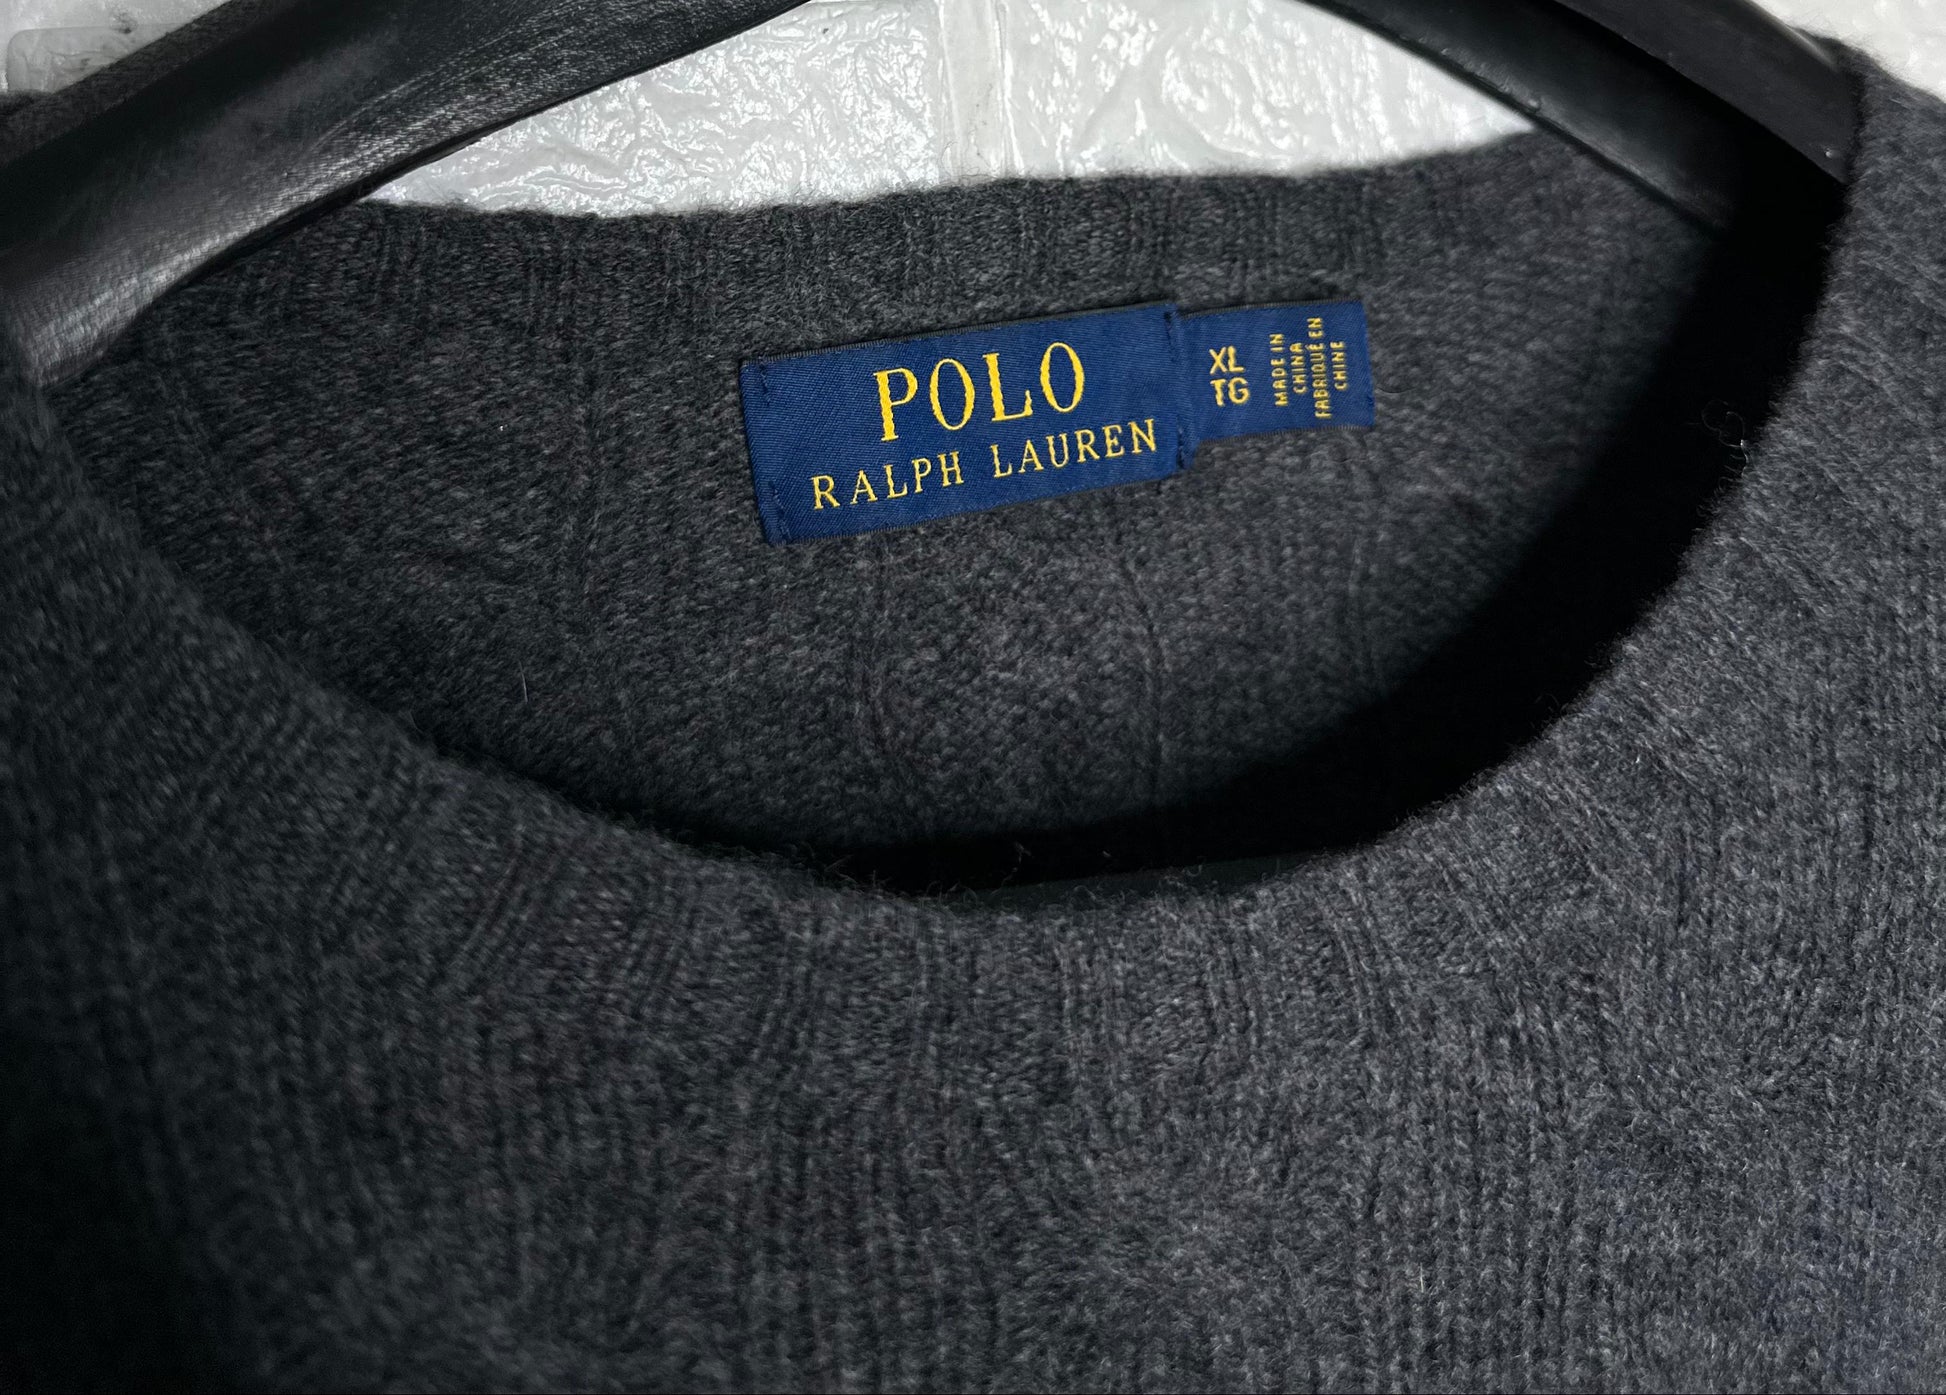 POLO
RALPH LAUREN
XL
TG
MADE IN
CHINA
FABRIQUÉ EN
CHINE